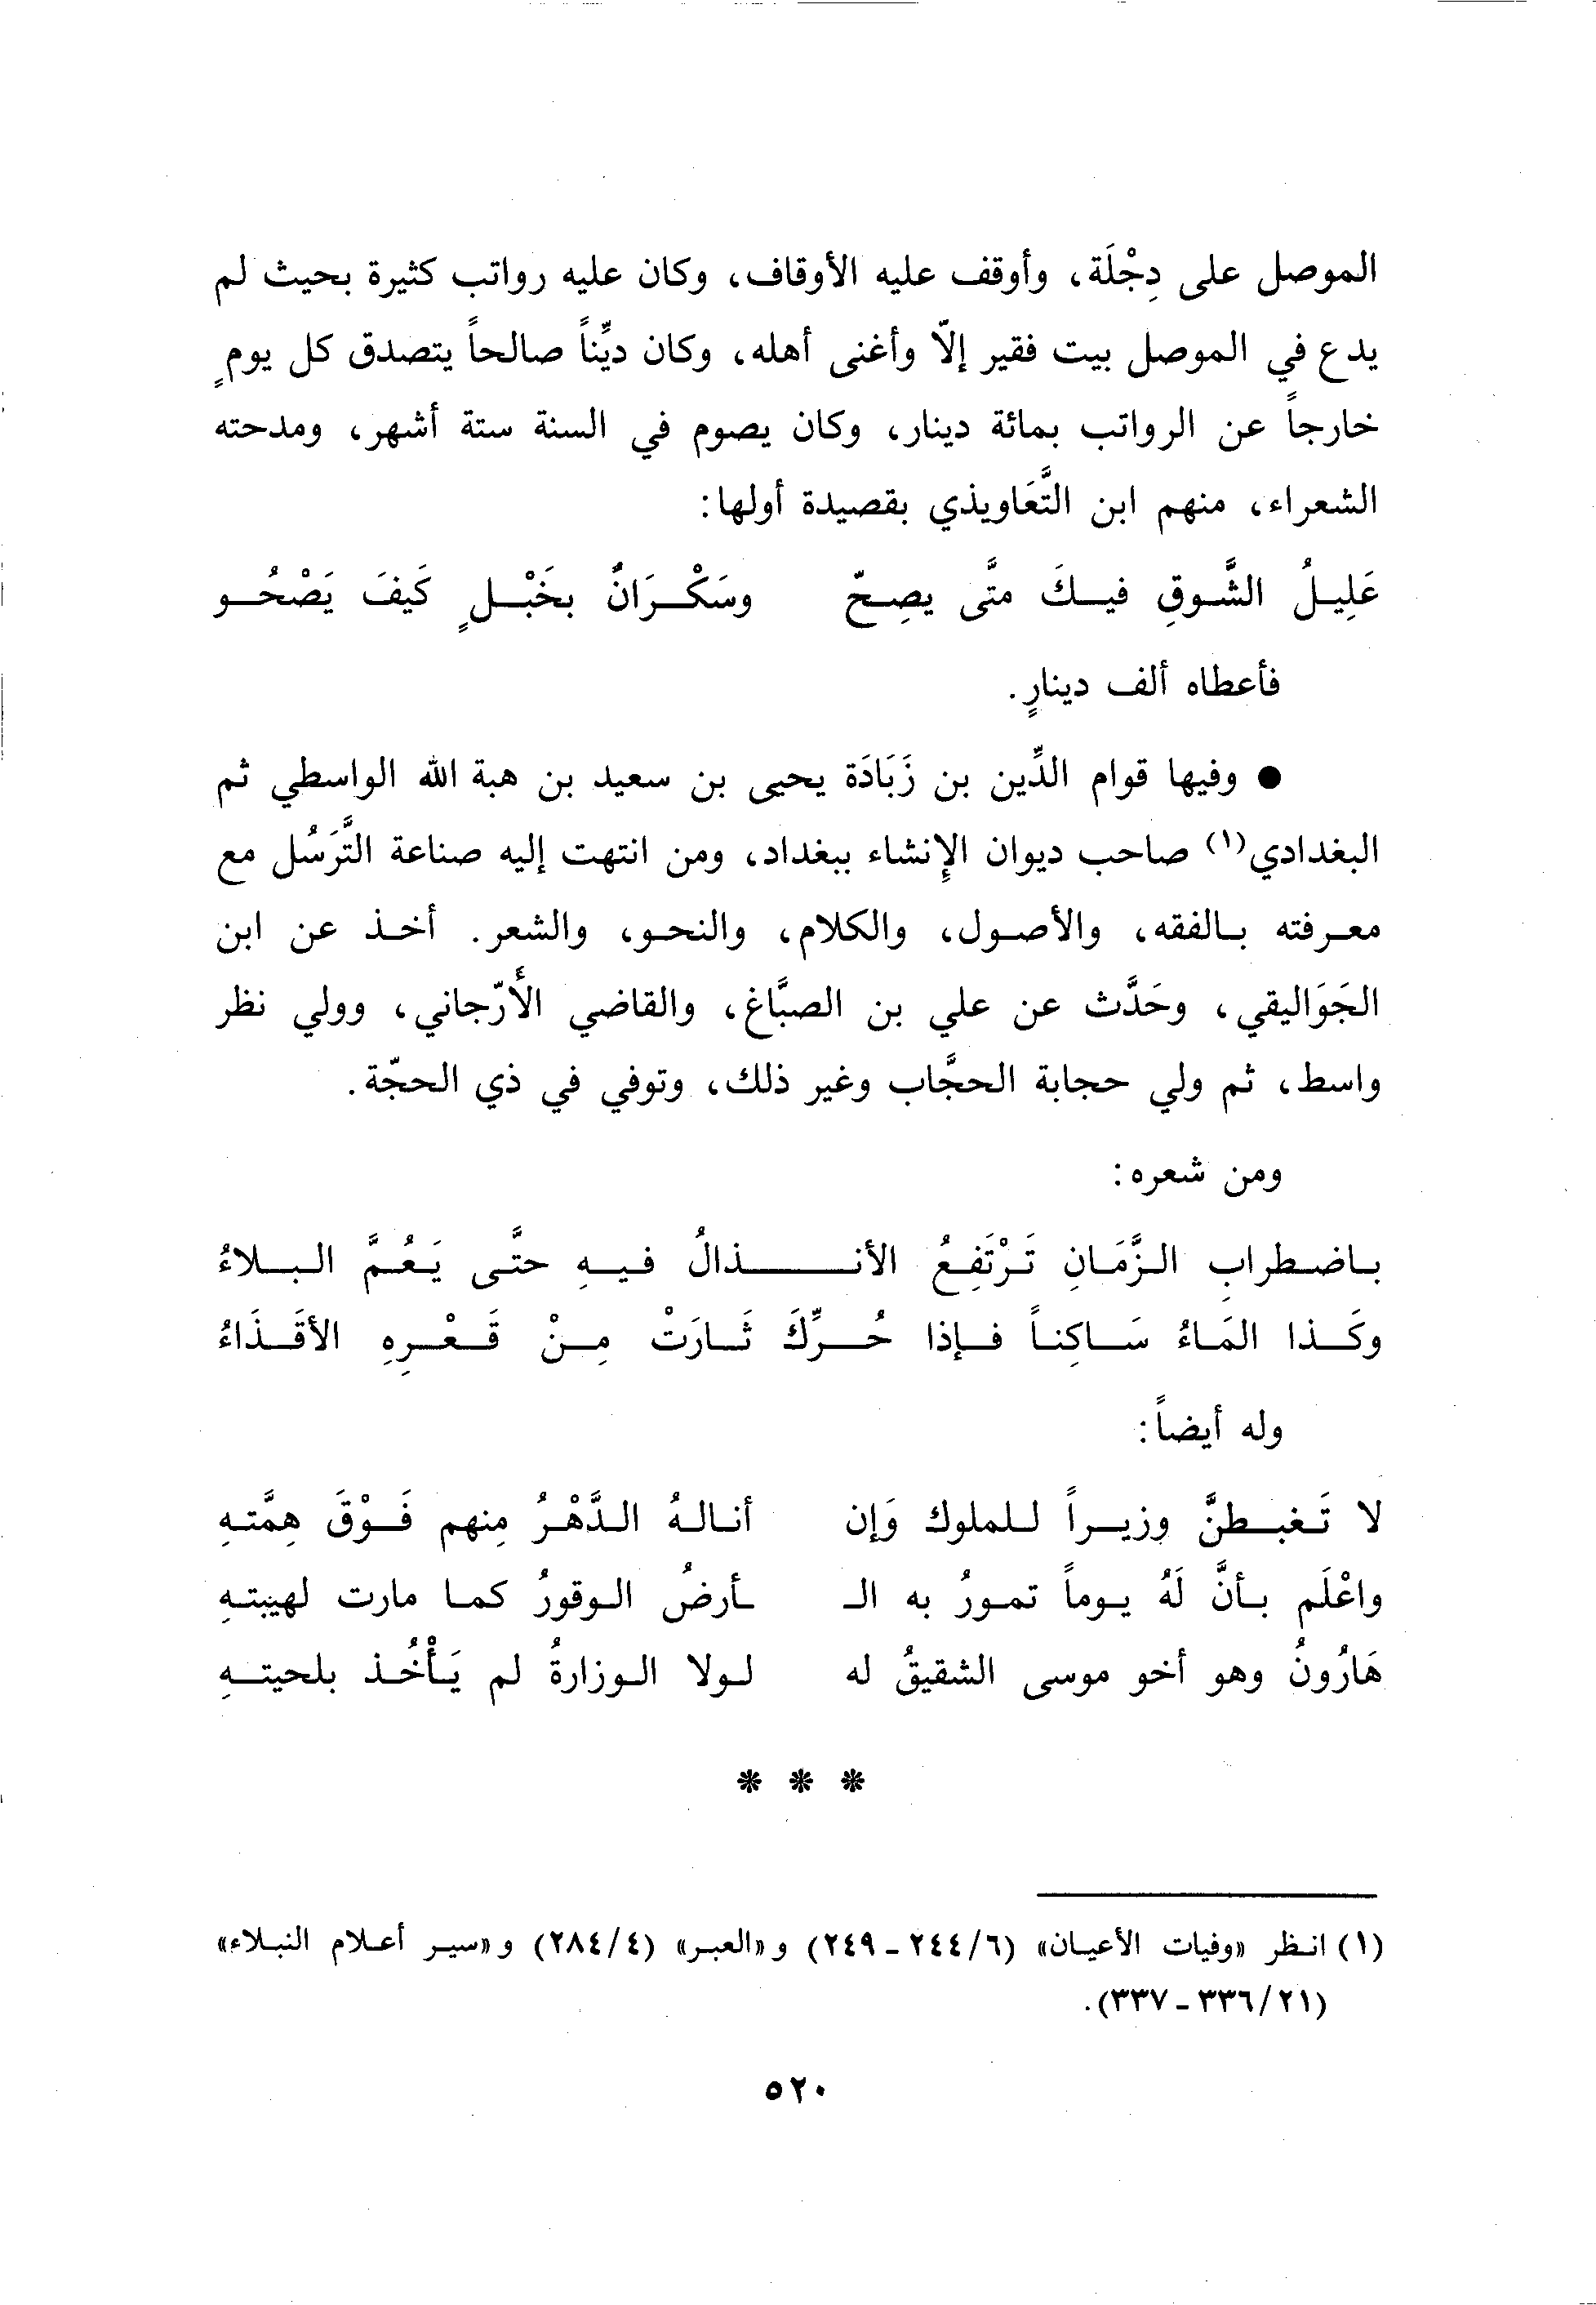 الموصل على دِجْلَة، وأوقف عليه الأوقاف، وكان عليه رواتب كثيرة بحيث لم
يدع في الموصل بيت فقير إلّا وأغنى أهله، وكان ديِّناً صالحاً يتصدق كل يومٍ
خارجاً عن الرواتب بمائة دينار، وكان يصوم في السنة ستة أشهر، ومدحته
الشعراء، منهم ابن التَّعَاويذي بقصيدة أولها:
عَلِيلُ الشَّوقِ فيكَ متَّى يصِحّ وسَكْرَانٌ بخَبْلٍ كَيفَ يَصْحُو
فأعطاه ألف دينارٍ.
● وفيها قوام الدِّين بن زَبَادَة يحيى بن سعيد بن هبة الله الواسطي ثم
البغدادي(١) صاحب ديوان الإِنشاء ببغداد، ومن انتهت إليه صناعة التَّرَسُل مع
معرفته بالفقه، والأصول، والكلام، والنحو، والشعر. أخذ عن ابن
الجَوَاليقي، وحَدَّث عن علي بن الصبَّاغ، والقاضي الأَرّجاني، وولي نظر
واسط، ثم ولي حجابة الحجَّاب وغير ذلك، وتوفي في ذي الحجّة.
ومن شعره:
باضطرابِ الزَّمَانِ تَرْتَفِعُ الأنذالُ فيهِ حتَّى يَعُمَّ البلاءُ
وكَذا المَاءُ سَاكِناً فإذا حُرِّكَ ثَارَتْ مِنْ قَعْرِهِ الأقَذَاءُ
وله أيضاً:
لا تَغبطنَّ وزيراً للملوك وَإن أنالهُ الدَّهْرُ مِنهم فَوْقَ هِمَّتهِ
واعْلَم بأنَّ لَهُ يوماً تمورُ به الـ ـأرضُ الوقورُ كما مارت لهيبتهِ
هَارُونُ وهو أخو موسى الشقيقُ له لولا الوزارةُ لم يَأْخُذ بلحيتهِ
* * *
(١) انظر «وفيات الأعيان» (٦/٢٤٤ - ٢٤٩) و«العبر» (٤/٢٨٤) و«سير أعلام النبلاء»
(٢١/٣٣٦ - ٣٣٧).
٥٢٠